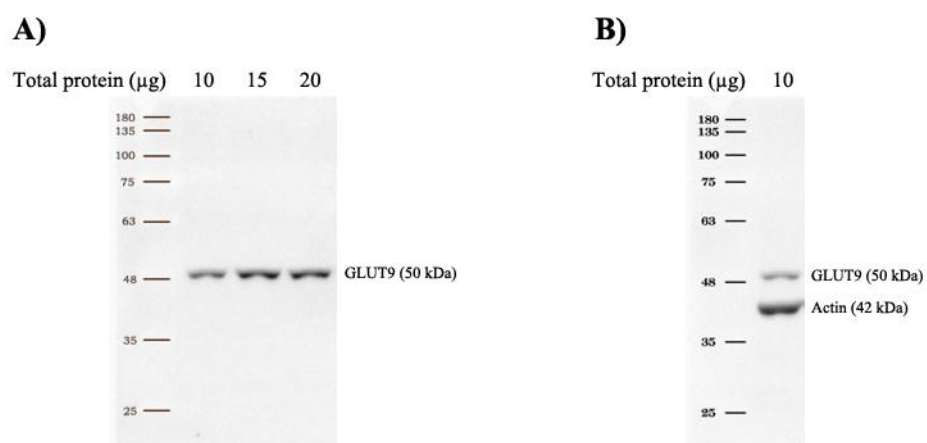 A)
Total protein (µg) 10 15 20
180
135
100
75
63
48
35
25
GLUT9 (50 kDa)
B)
Total protein (µg) 10
180
135
100
75
63
48
35
25
GLUT9 (50 kDa)
Actin (42 kDa)